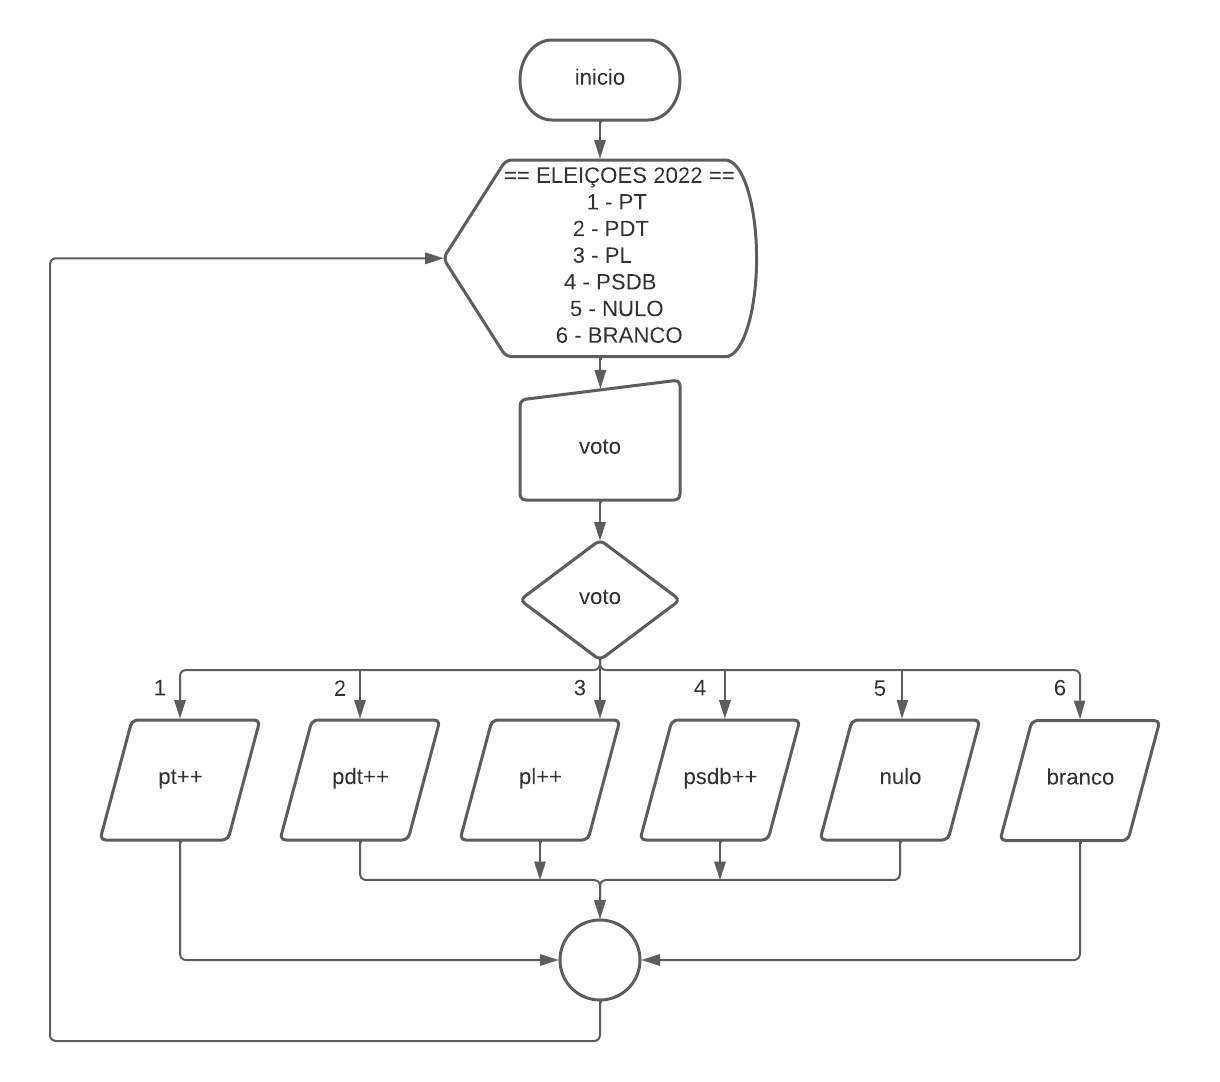 inicio
== ELEIÇOES 2022 ==
1 - PT
2 - PDT
3 - PL
4 - PSDB
5 - NULO
6 - BRANCO
voto
voto
1
2
3
4
5
6
pt++
pdt++
pl++
psdb++
nulo
branco